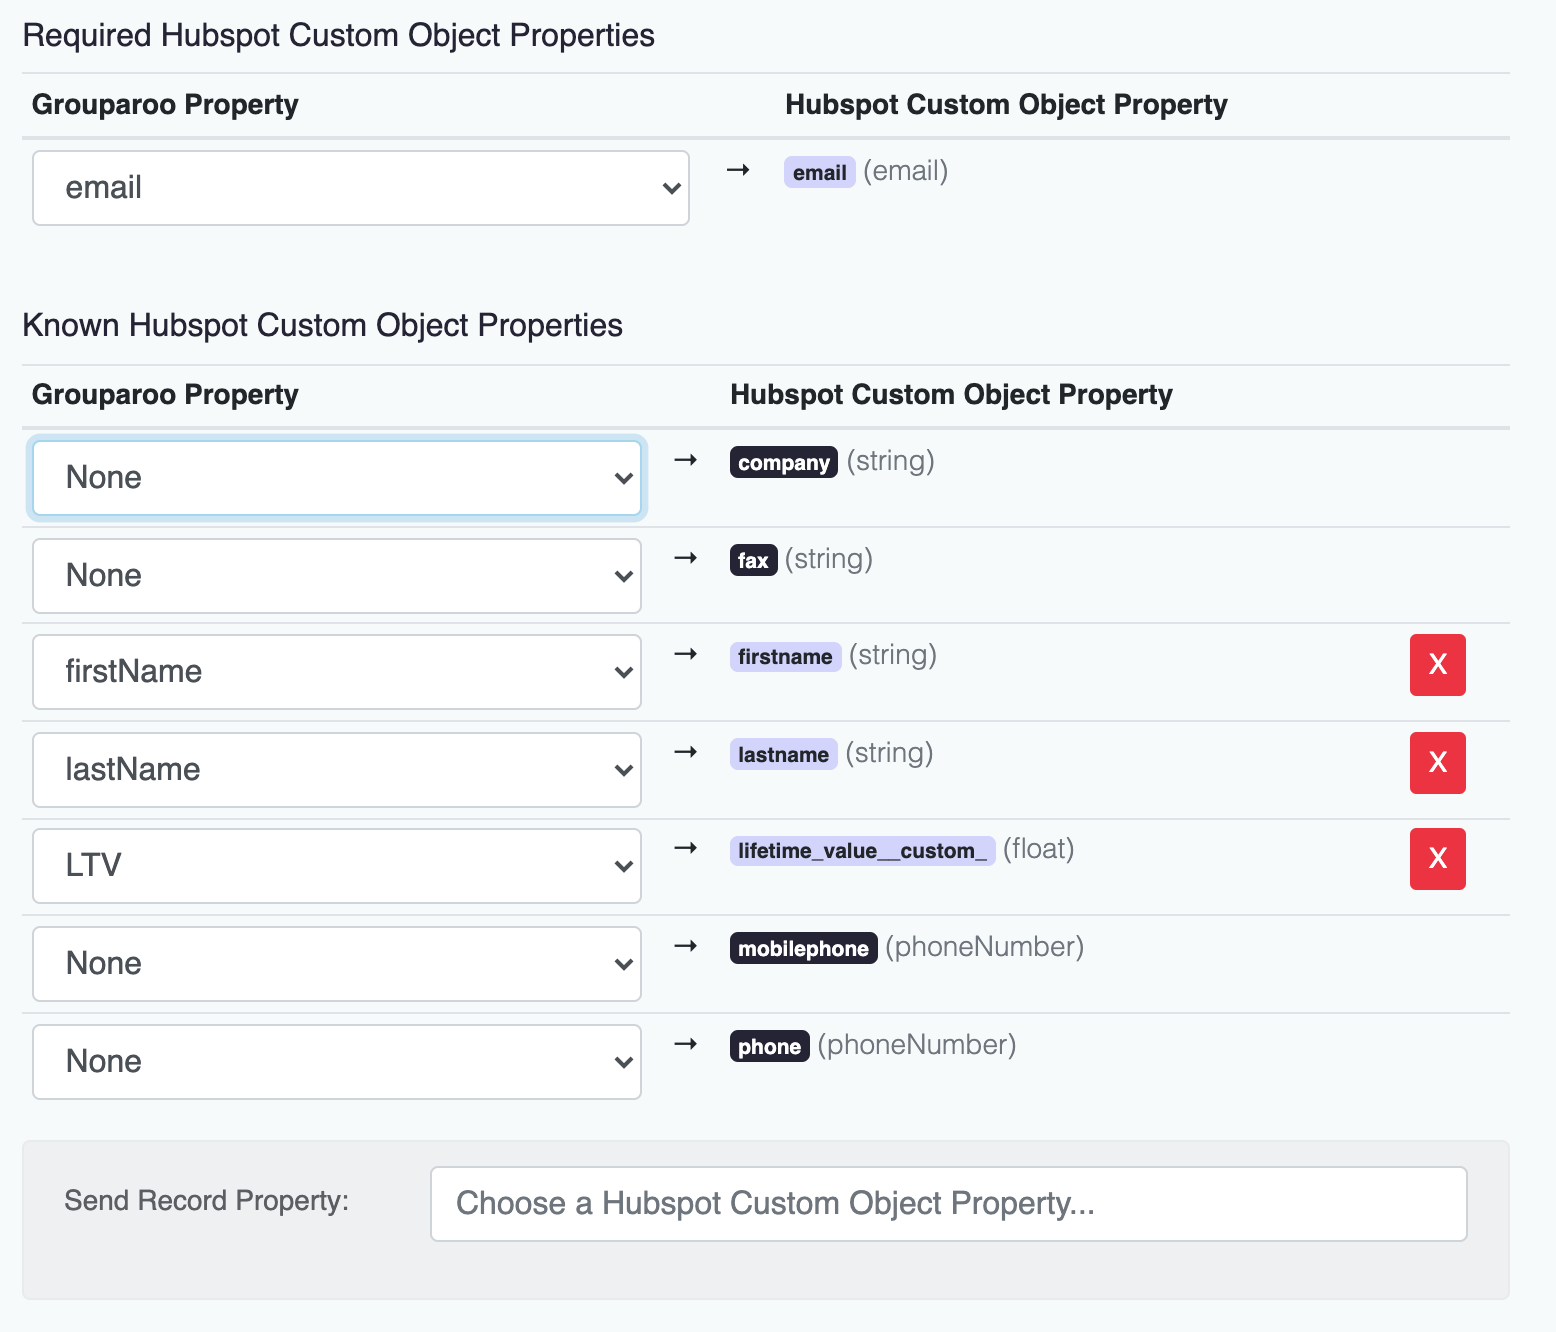 Required Hubspot Custom Object Properties
Grouparoo Property Hubspot Custom Object Property
email → email (email)
Known Hubspot Custom Object Properties
Grouparoo Property Hubspot Custom Object Property
None → company (string)
None → fax (string)
firstName → firstname (string) X
lastName → lastname (string) X
LTV → lifetime_value__custom_ (float) X
None → mobilephone (phoneNumber)
None → phone (phoneNumber)
Send Record Property: Choose a Hubspot Custom Object Property...